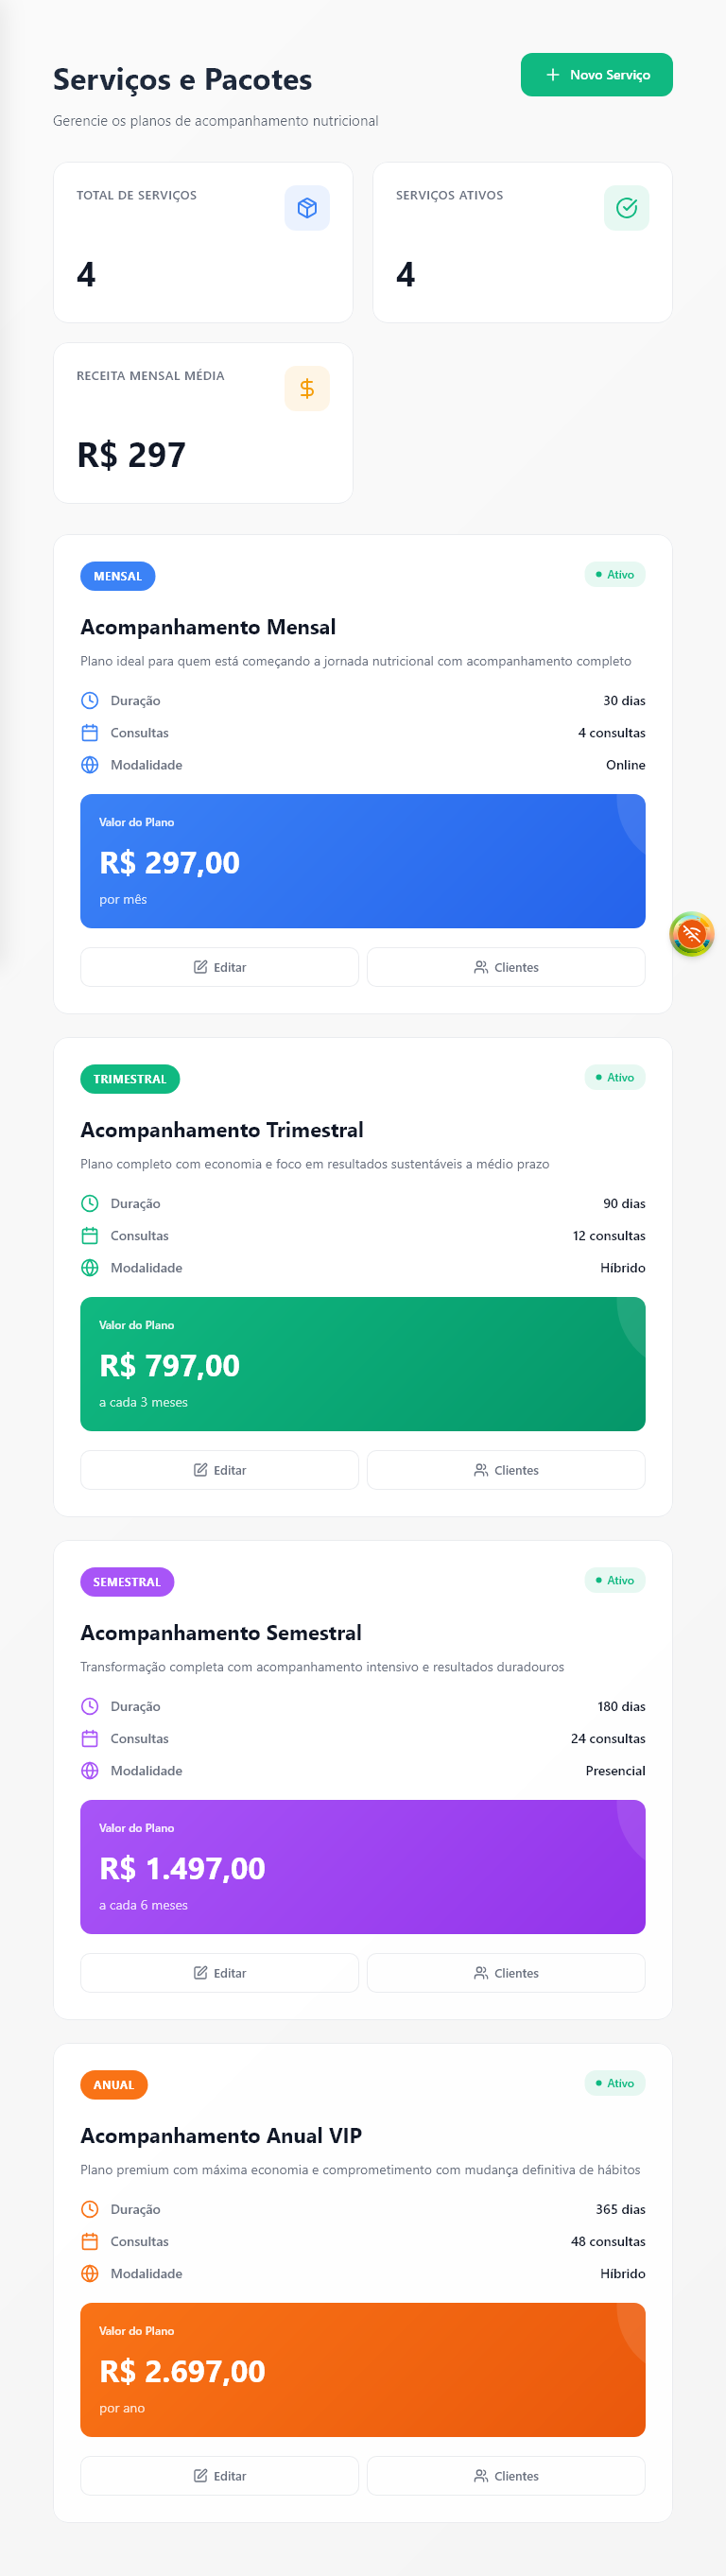 Serviços e Pacotes
Novo Serviço
Gerencie os planos de acompanhamento nutricional
TOTAL DE SERVIÇOS
4
SERVIÇOS ATIVOS
4
RECEITA MENSAL MÉDIA
R$ 297
MENSAL
Ativo
Acompanhamento Mensal
Plano ideal para quem está começando a jornada nutricional com acompanhamento completo
Duração 30 dias
Consultas 4 consultas
Modalidade Online
Valor do Plano
R$ 297,00
por mês
Editar
Clientes
TRIMESTRAL
Ativo
Acompanhamento Trimestral
Plano completo com economia e foco em resultados sustentáveis a médio prazo
Duração 90 dias
Consultas 12 consultas
Modalidade Híbrido
Valor do Plano
R$ 797,00
a cada 3 meses
Editar
Clientes
SEMESTRAL
Ativo
Acompanhamento Semestral
Transformação completa com acompanhamento intensivo e resultados duradouros
Duração 180 dias
Consultas 24 consultas
Modalidade Presencial
Valor do Plano
R$ 1.497,00
a cada 6 meses
Editar
Clientes
ANUAL
Ativo
Acompanhamento Anual VIP
Plano premium com máxima economia e comprometimento com mudança definitiva de hábitos
Duração 365 dias
Consultas 48 consultas
Modalidade Híbrido
Valor do Plano
R$ 2.697,00
por ano
Editar
Clientes